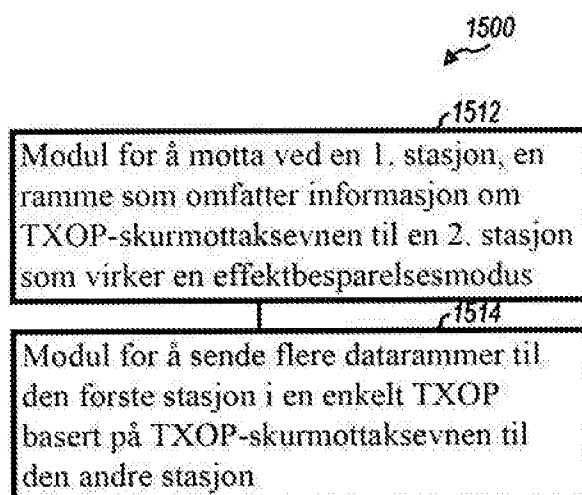 1500
1512
Modul for å motta ved en 1. stasjon, en
ramme som omfatter informasjon om
TXOP-skurmottaksevnen til en 2. stasjon
som virker en effektbesparelsesmodus
1514
Modul for å sende flere datarammer til
den første stasjon i en enkelt TXOP
basert på TXOP-skurmottaksevnen til
den andre stasjon